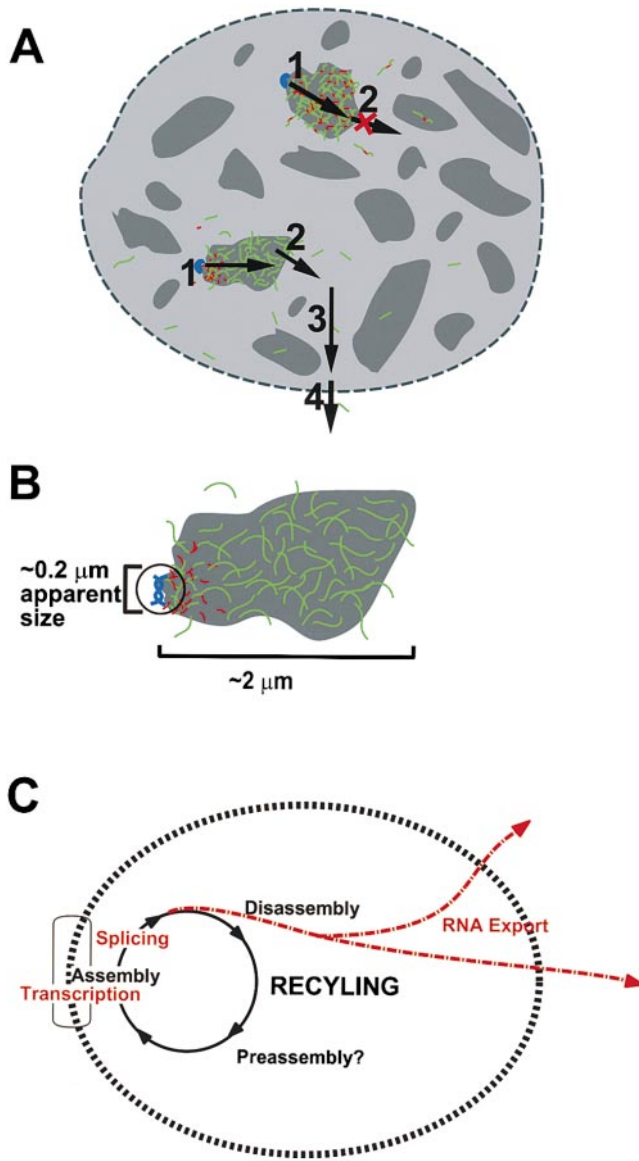 A
1
2
1
2
3
4
B
~0.2 μm
apparent
size
~2 μm
C
Disassembly
Splicing
RNA Export
Assembly
RECYLING
Transcription
Preassembly?